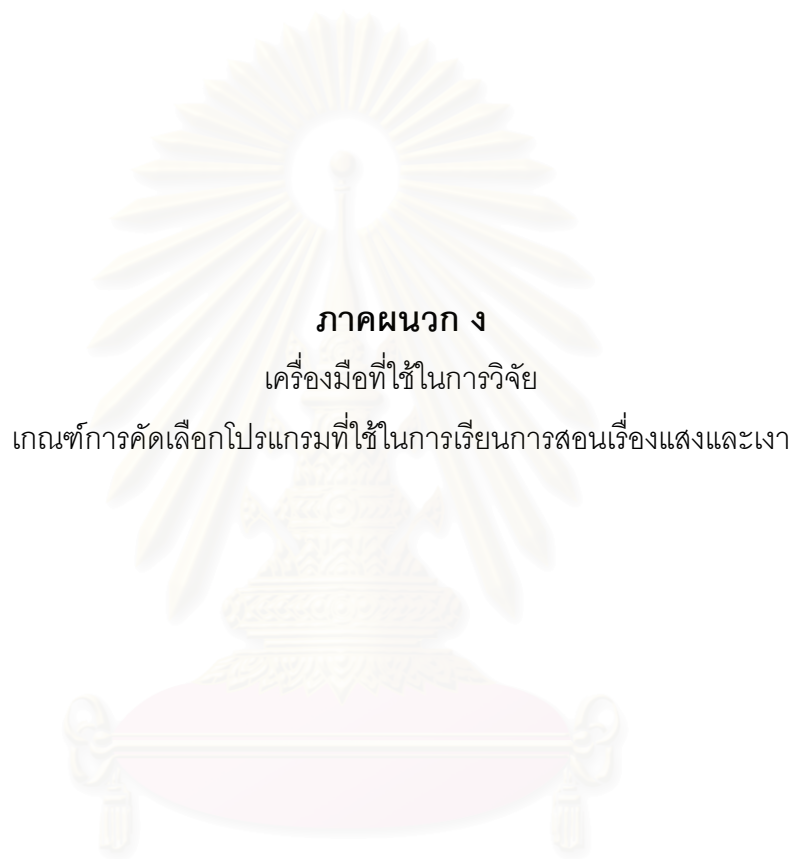 ภาคผนวก ง
เครื่องมือที่ใช้ในการวิจัย
เกณฑ์การคัดเลือกโปรแกรมที่ใช้ในการเรียนการสอนเรื่องแสงและเงา